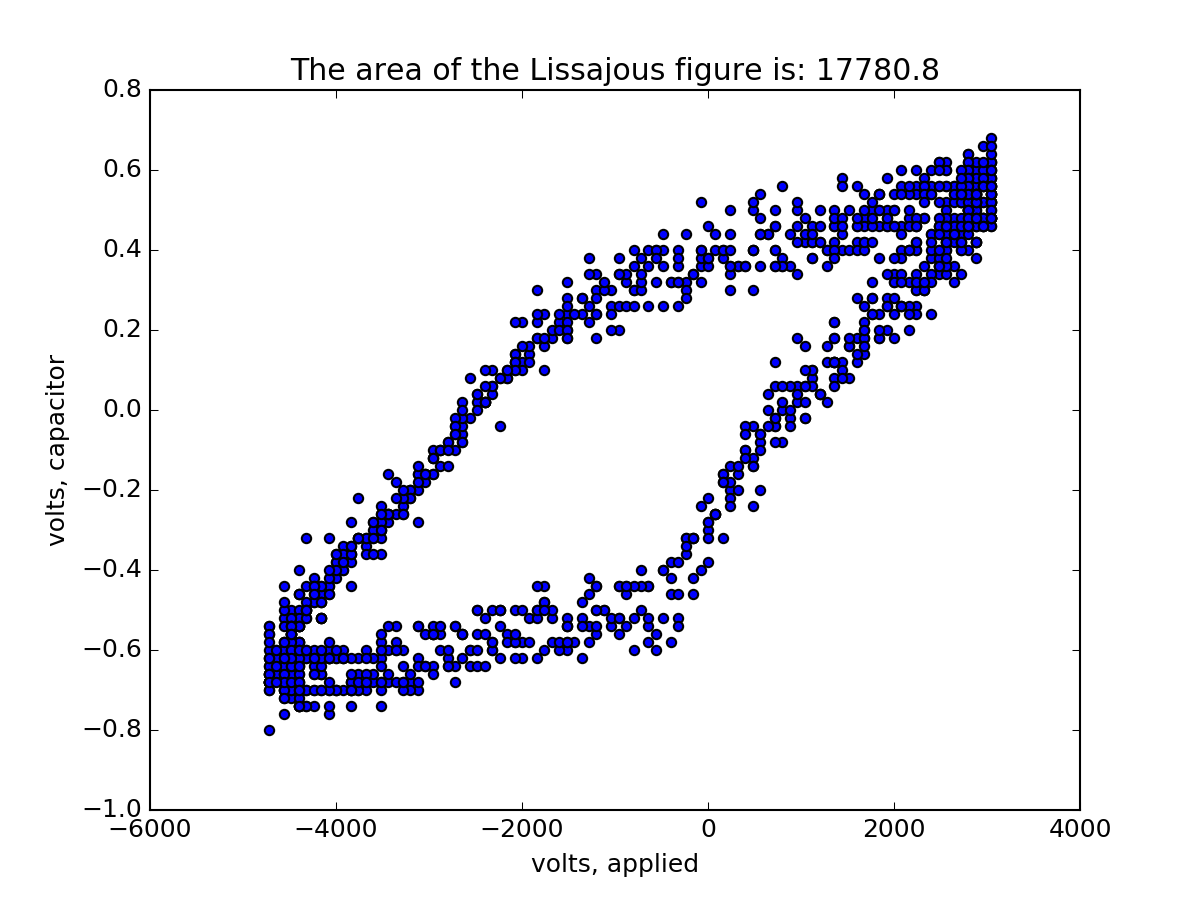 The area of the Lissajous figure is: 17780.8
0.8
0.6
0.4
0.2
0.0
−0.2
−0.4
−0.6
−0.8
−1.0
volts, capacitor
−6000 −4000 −2000 0 2000 4000
volts, applied